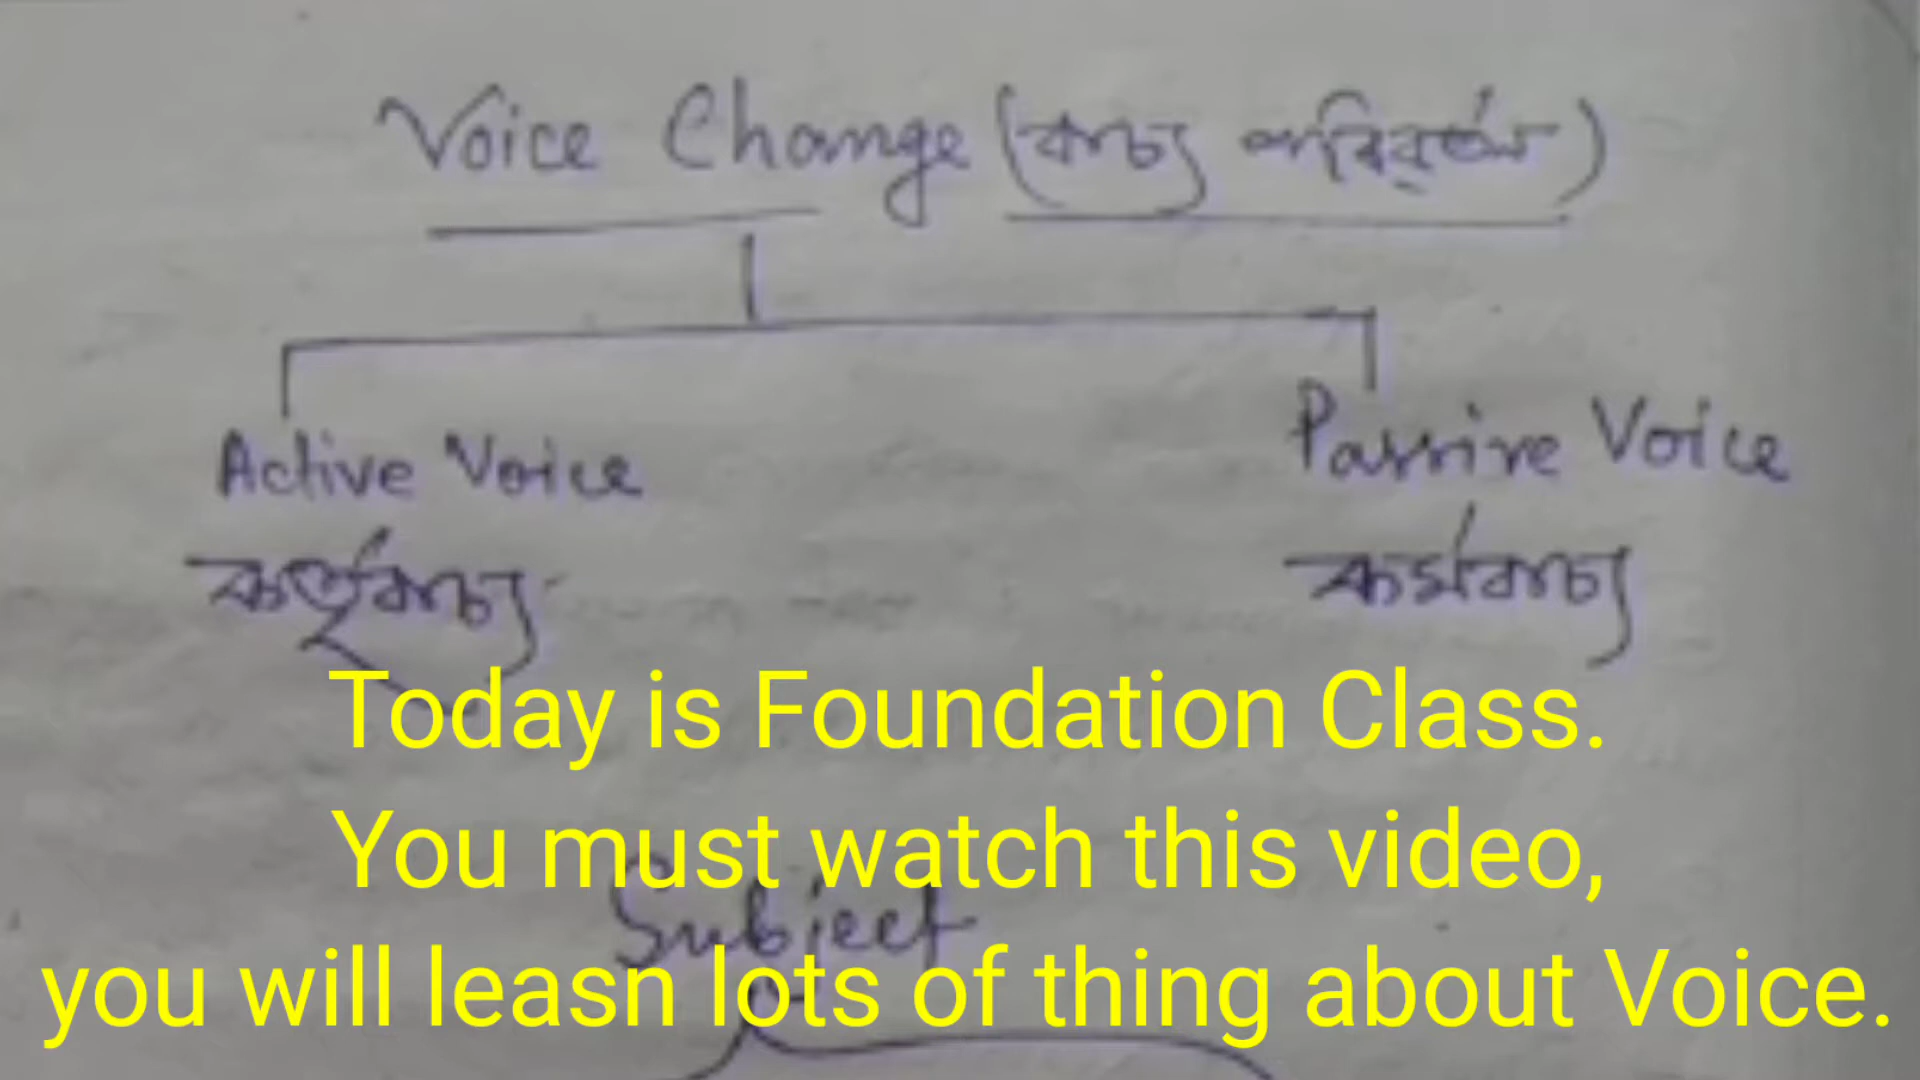 Voice Change (বাচ্য পরিবর্তন)
Active Voice
Passive Voice
কর্তৃবাচ্য
কর্মবাচ্য
Today is Foundation Class.
You must watch this video,
Subject
you will leasn lots of thing about Voice.